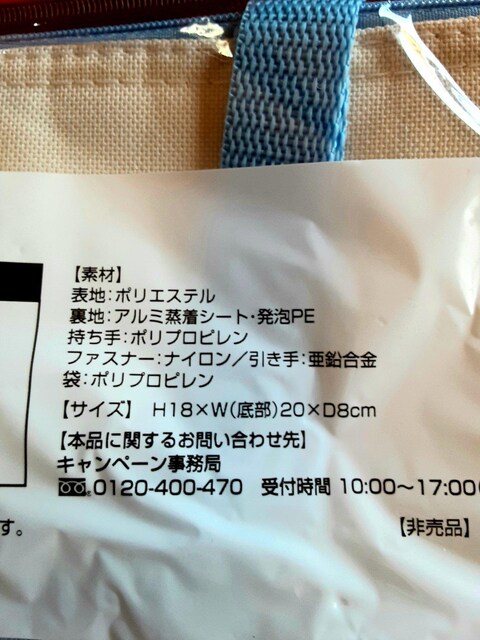 【素材】
表地:ポリエステル
裏地:アルミ蒸着シート・発泡PE
持ち手:ポリプロピレン
ファスナー:ナイロン/引き手:亜鉛合金
袋:ポリプロピレン
【サイズ】 H18×W(底部)20×D8cm
【本品に関するお問い合わせ先】
キャンペーン事務局
0120-400-470 受付時間 10:00～17:00(
す。 【非売品】